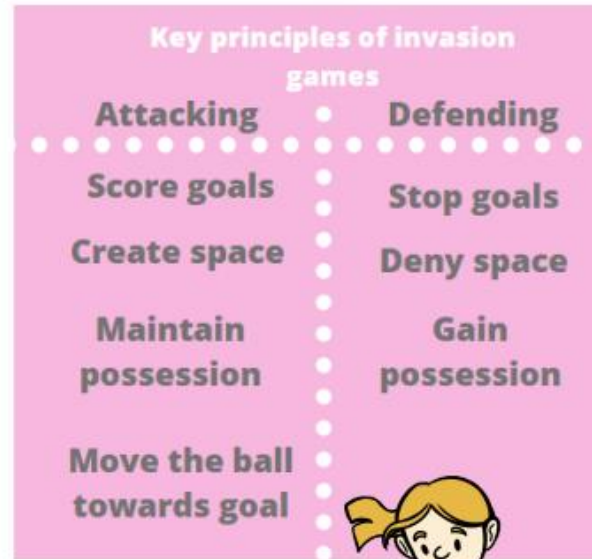 Key principles of invasion
games
Attacking
Defending
Score goals
Stop goals
Create space
Deny space
Maintain
possession
Gain
possession
Move the ball
towards goal